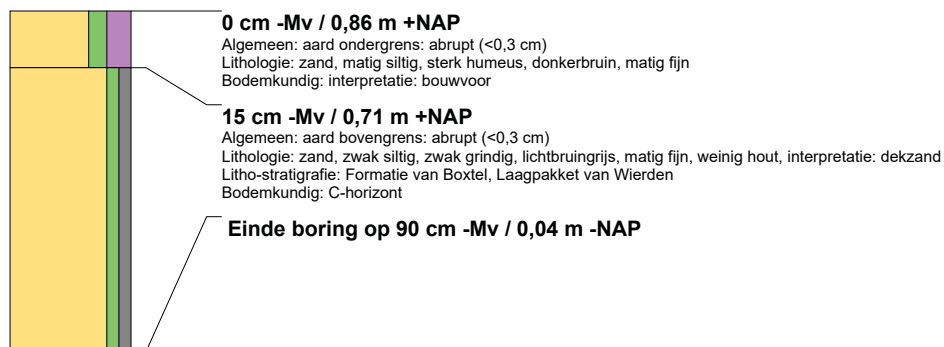 0 cm -Mv / 0,86 m +NAP
Algemeen: aard ondergrens: abrupt (<0,3 cm)
Lithologie: zand, matig siltig, sterk humeus, donkerbruin, matig fijn
Bodemkundig: interpretatie: bouwvoor
15 cm -Mv / 0,71 m +NAP
Algemeen: aard bovengrens: abrupt (<0,3 cm)
Lithologie: zand, zwak siltig, zwak grindig, lichtbruingrijs, matig fijn, weinig hout, interpretatie: dekzand
Litho-stratigrafie: Formatie van Boxtel, Laagpakket van Wierden
Bodemkundig: C-horizont
Einde boring op 90 cm -Mv / 0,04 m -NAP